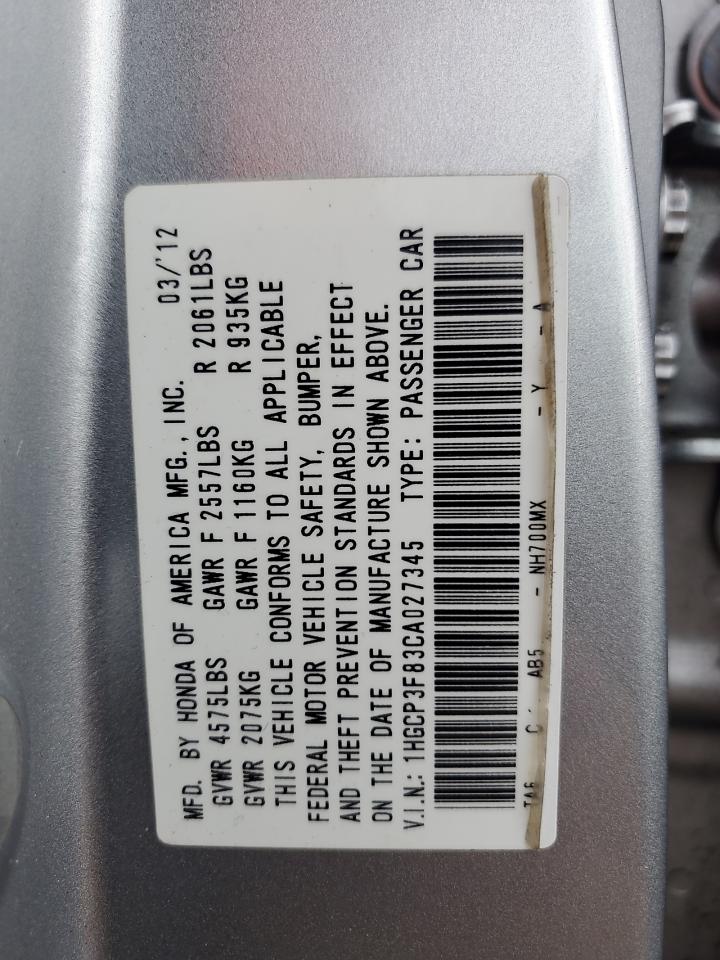 MFD. BY HONDA OF AMERICA MFG., INC. 03/'12
GVWR 4575LBS GAWR F 2557LBS R 2061LBS
GVWR 2075KG GAWR F 1160KG R 935KG
THIS VEHICLE CONFORMS TO ALL APPLICABLE
FEDERAL MOTOR VEHICLE SAFETY, BUMPER,
AND THEFT PREVENTION STANDARDS IN EFFECT
ON THE DATE OF MANUFACTURE SHOWN ABOVE.
V.I.N.: 1HGCP3F83CA027345 TYPE: PASSENGER CAR
AB5 - NH700MX - Y - A